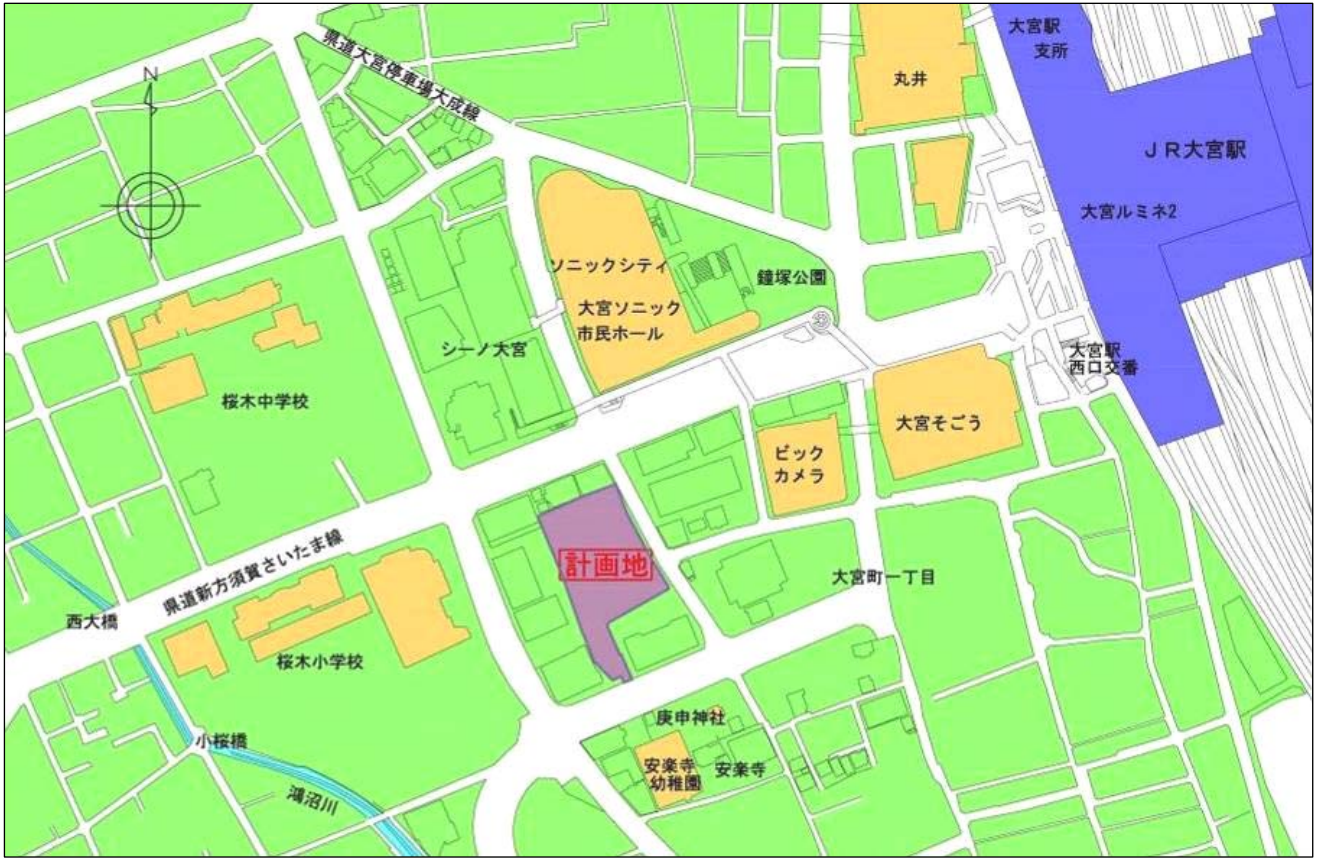 大宮駅
支所
県道大宮停車場大成線
N
丸井
ＪＲ大宮駅
大宮ルミネ2
ソニックシティ
鐘塚公園
大宮ソニック
市民ホール
シーノ大宮
大宮駅
西口交番
桜木中学校
大宮そごう
ビック
カメラ
計画地
県道新方須賀さいたま線
大宮町一丁目
西大橋
桜木小学校
庚申神社
小桜橋
安楽寺
幼稚園
安楽寺
鴻沼川